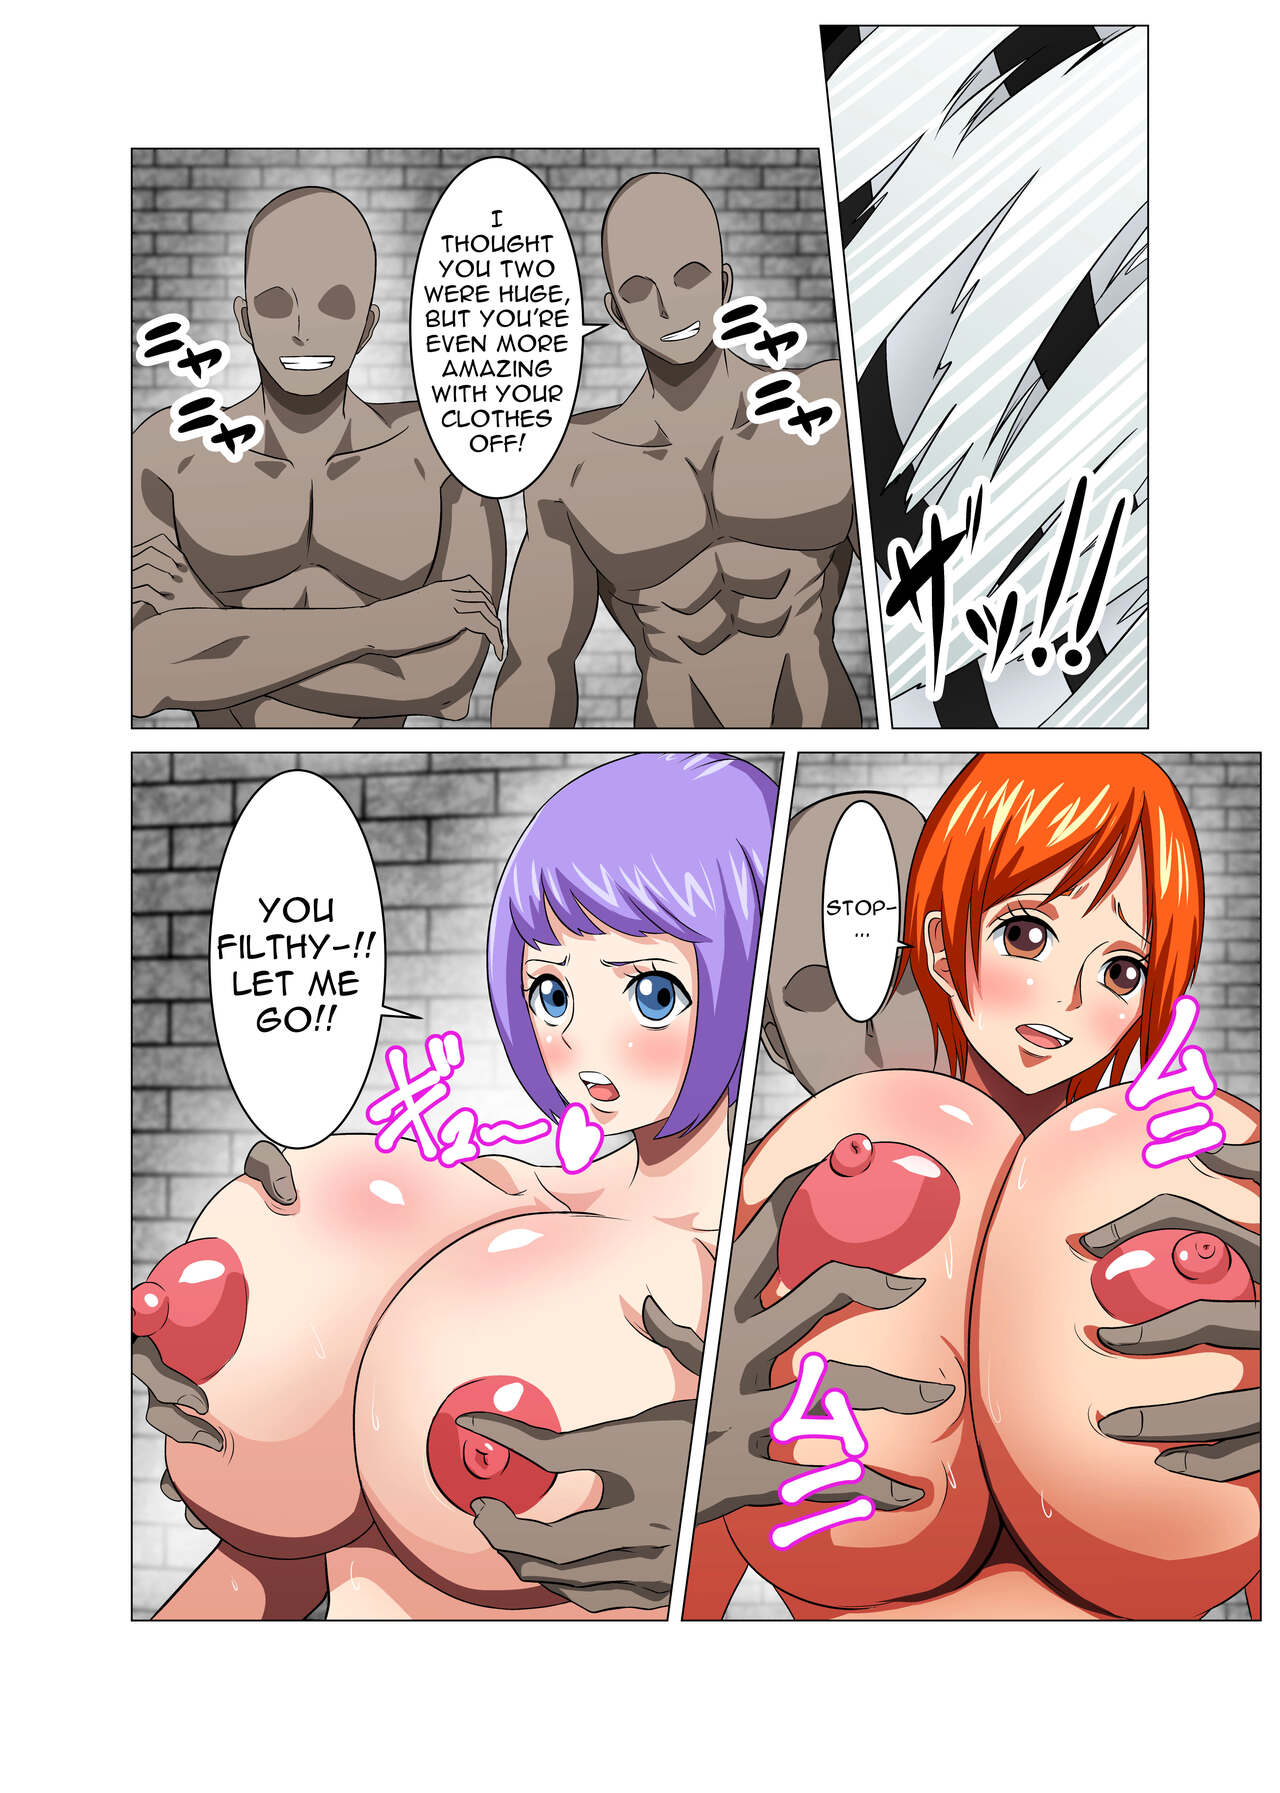 ザッ!!
I
THOUGHT
YOU TWO
WERE HUGE,
BUT YOU'RE
EVEN MORE
AMAZING
WITH YOUR
CLOTHES
OFF!
ニヤ
ニヤ
ニヤ
ニヤ
STOP-
...
ムニ
ムニ
YOU
FILTHY-!!
LET ME
GO!!
ギュ～